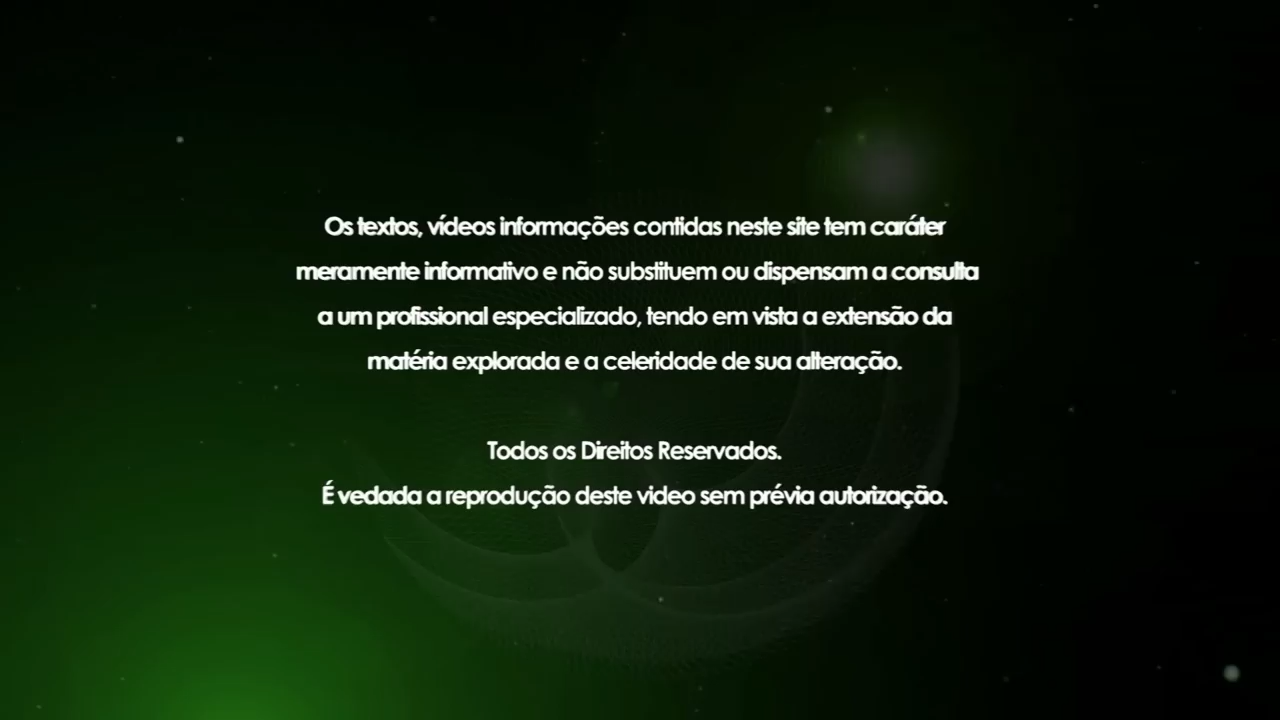 Os textos, vídeos informações contidas neste site tem caráter
meramente informativo e não substituem ou dispensam a consulta
a um profissional especializado, tendo em vista a extensão da
matéria explorada e a celeridade de sua alteração.
Todos os Direitos Reservados.
É vedada a reprodução deste video sem prévia autorização.